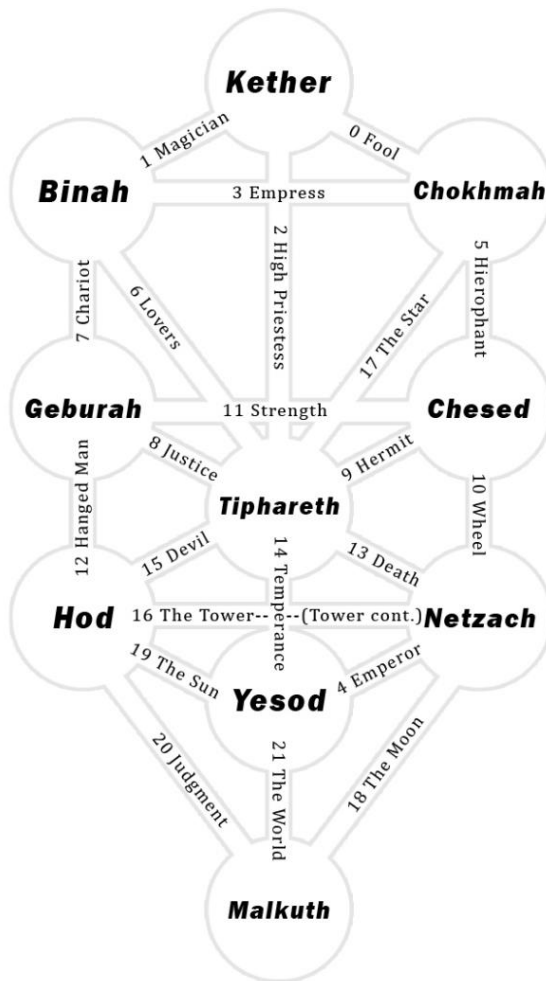 Kether
1 Magician
0 Fool
Binah
3 Empress
Chokhmah
2 High Priestess
5 Hierophant
7 Chariot
6 Lovers
17 The Star
Geburah
11 Strength
Chesed
8 Justice
9 Hermit
12 Hanged Man
Tiphareth
10 Wheel
15 Devil
14 Temperance
13 Death
Hod
16 The Tower-- --(Tower cont.)
Netzach
19 The Sun
Yesod
4 Emperor
20 Judgment
21 The World
18 The Moon
Malkuth